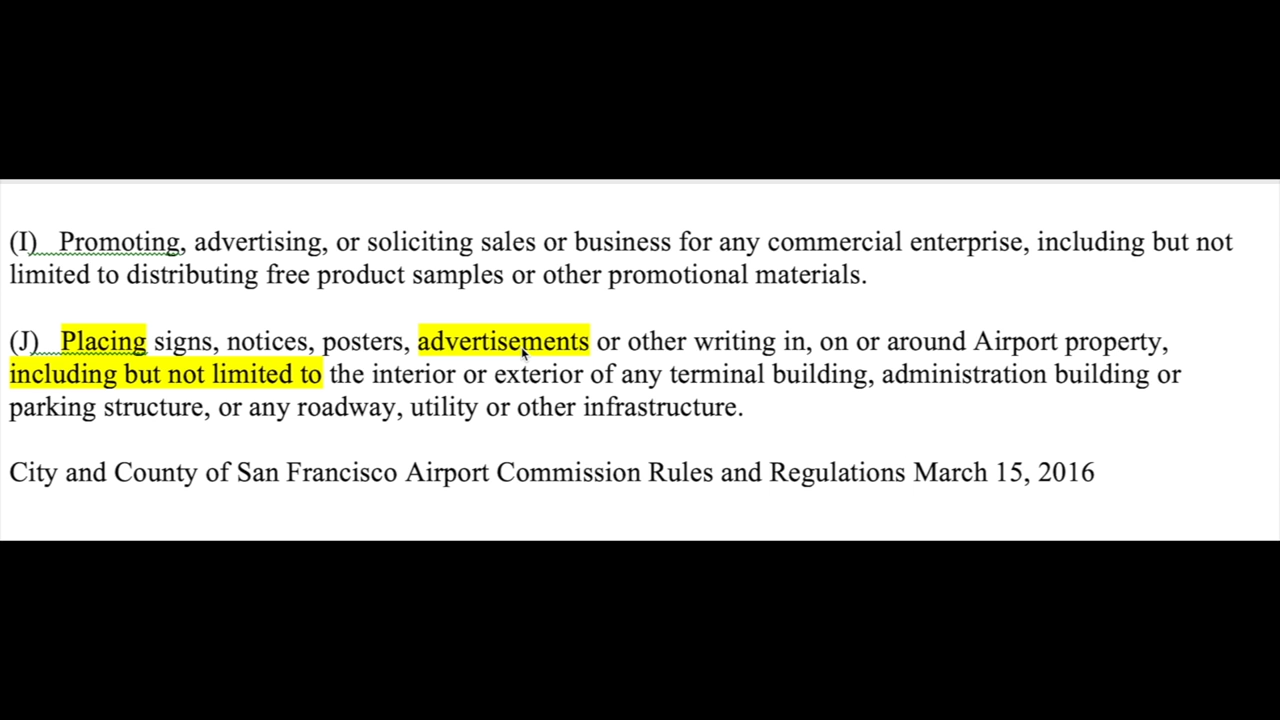 (I) Promoting, advertising, or soliciting sales or business for any commercial enterprise, including but not
limited to distributing free product samples or other promotional materials.
(J) Placing signs, notices, posters, advertisements or other writing in, on or around Airport property,
including but not limited to the interior or exterior of any terminal building, administration building or
parking structure, or any roadway, utility or other infrastructure.
City and County of San Francisco Airport Commission Rules and Regulations March 15, 2016